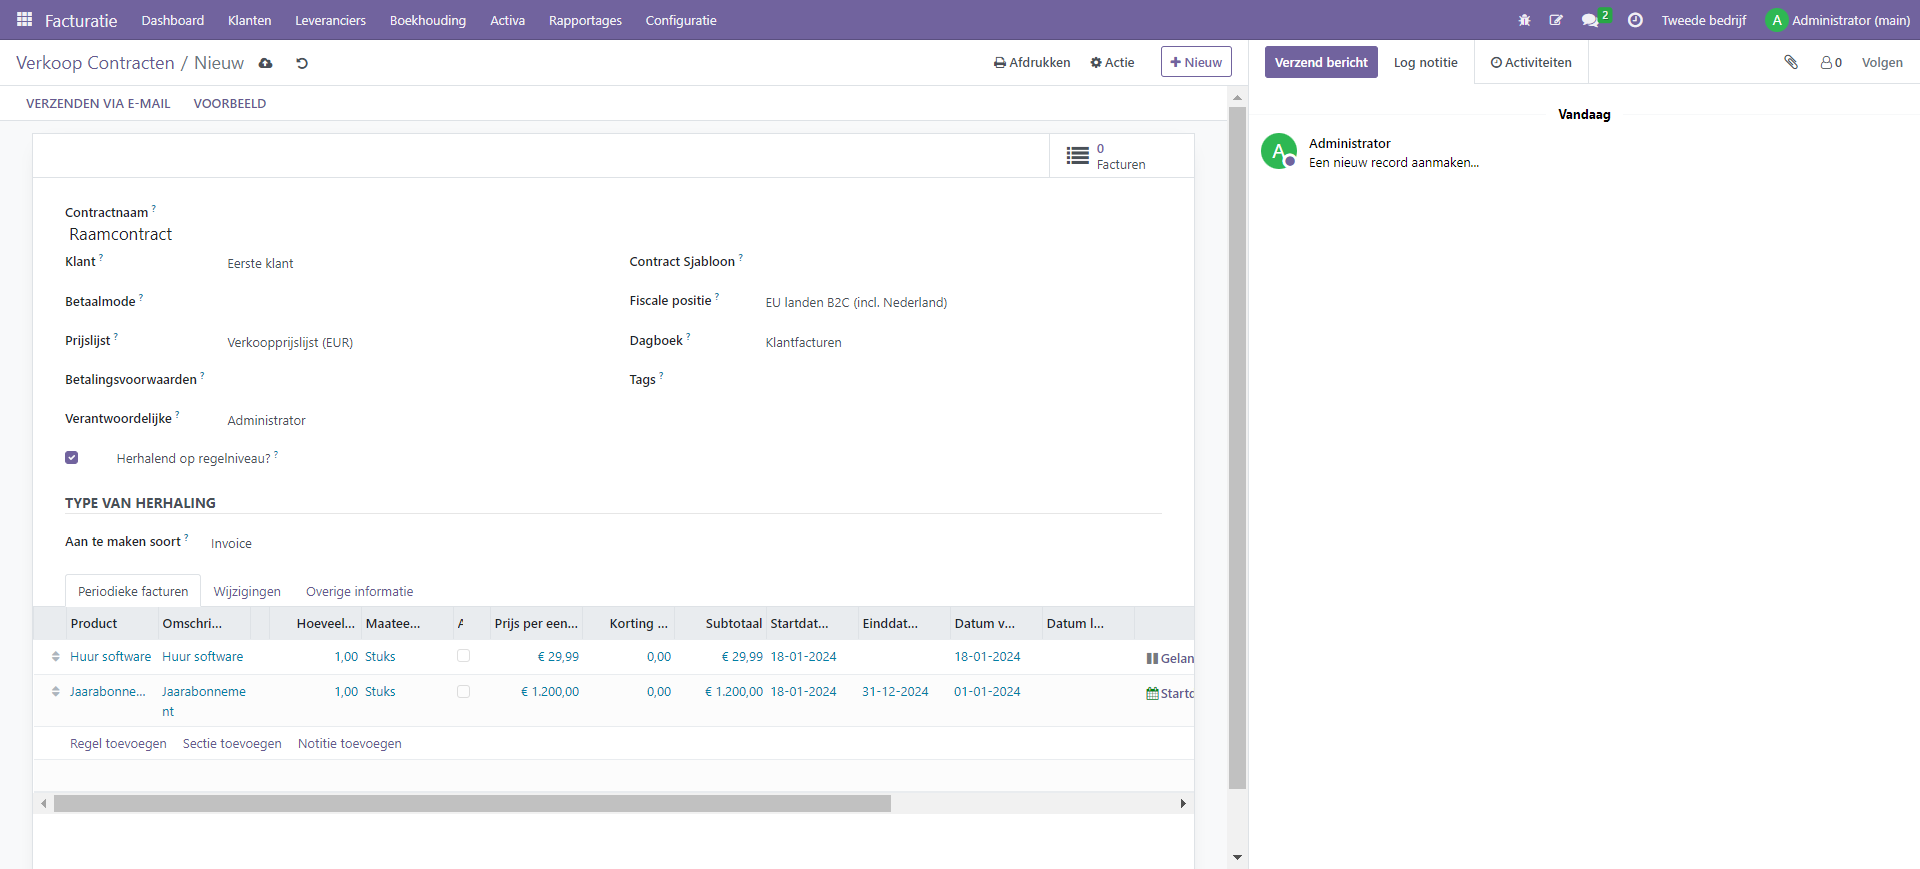 Facturatie Dashboard Klanten Leveranciers Boekhouding Activa Rapportages Configuratie 2 Tweede bedrijf A Administrator (main)
Verkoop Contracten / Nieuw Afdrukken Actie + Nieuw
VERZENDEN VIA E-MAIL VOORBEELD
0
Facturen
Contractnaam ?
Raamcontract
Klant ? Eerste klant Contract Sjabloon ?
Betaalmode ? Fiscale positie ? EU landen B2C (incl. Nederland)
Prijslijst ? Verkoopprijslijst (EUR) Dagboek ? Klantfacturen
Betalingsvoorwaarden ? Tags ?
Verantwoordelijke ? Administrator
Herhalend op regelniveau? ?
TYPE VAN HERHALING
Aan te maken soort ? Invoice
Periodieke facturen Wijzigingen Overige informatie
Product Omschri... Hoeveel... Maatee... Prijs per een... Korting ... Subtotaal Startdat... Einddat... Datum v... Datum l...
Huur software Huur software 1,00 Stuks € 29,99 0,00 € 29,99 18-01-2024 18-01-2024 Gelan
Jaarabonne... Jaarabonneme 1,00 Stuks € 1.200,00 0,00 € 1.200,00 18-01-2024 31-12-2024 01-01-2024 Start
nt
Regel toevoegen Sectie toevoegen Notitie toevoegen
Verzend bericht Log notitie Activiteiten 0 Volgen
Vandaag
A Administrator
Een nieuw record aanmaken...